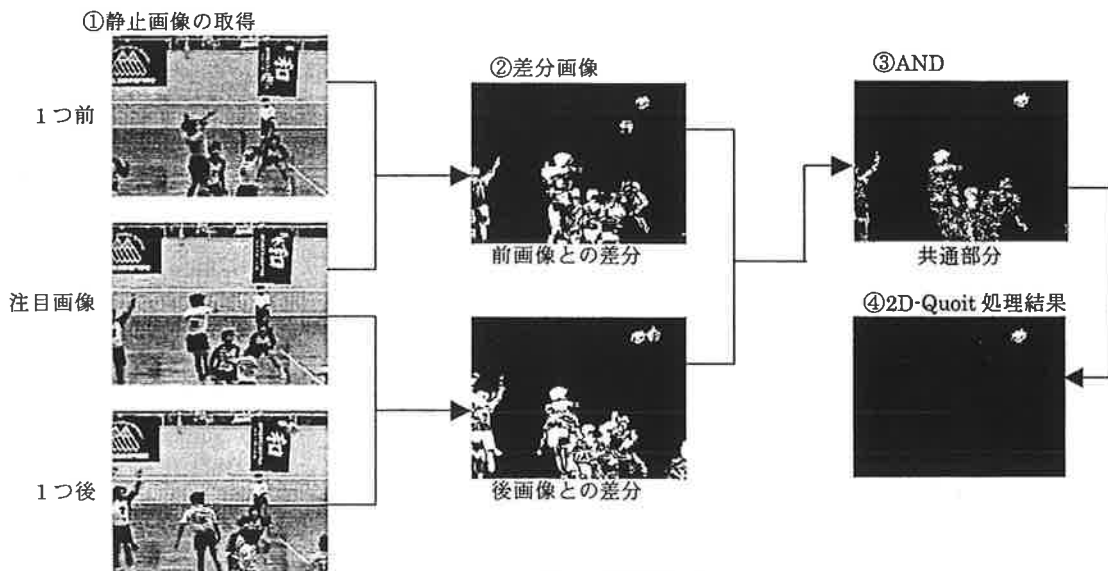 ①静止画像の取得
1つ前
注目画像
1つ後
②差分画像
前画像との差分
後画像との差分
③AND
共通部分
④2D-Quoit 処理結果